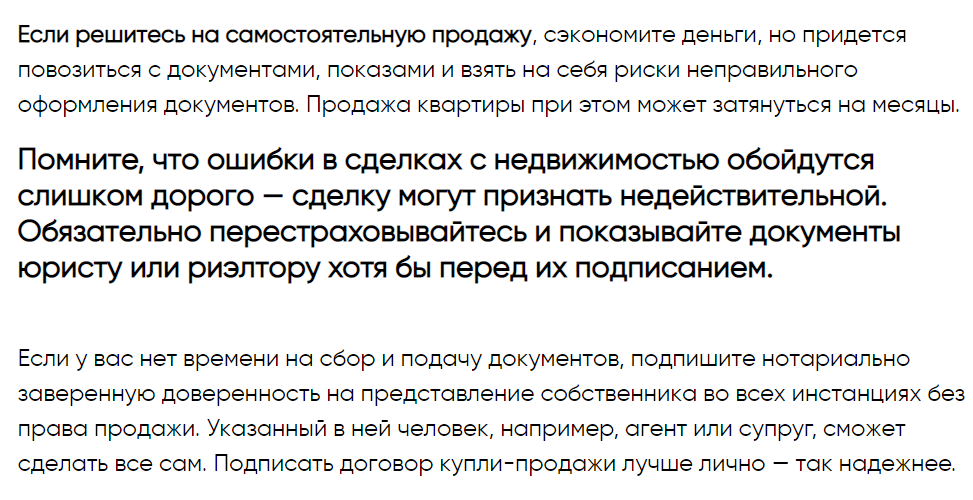 Если решитесь на самостоятельную продажу, сэкономите деньги, но придется
повозиться с документами, показами и взять на себя риски неправильного
оформления документов. Продажа квартиры при этом может затянуться на месяцы.
Помните, что ошибки в сделках с недвижимостью обойдутся
слишком дорого — сделку могут признать недействительной.
Обязательно перестраховывайтесь и показывайте документы
юристу или риэлтору хотя бы перед их подписанием.
Если у вас нет времени на сбор и подачу документов, подпишите нотариально
заверенную доверенность на представление собственника во всех инстанциях без
права продажи. Указанный в ней человек, например, агент или супруг, сможет
сделать все сам. Подписать договор купли-продажи лучше лично — так надежнее.